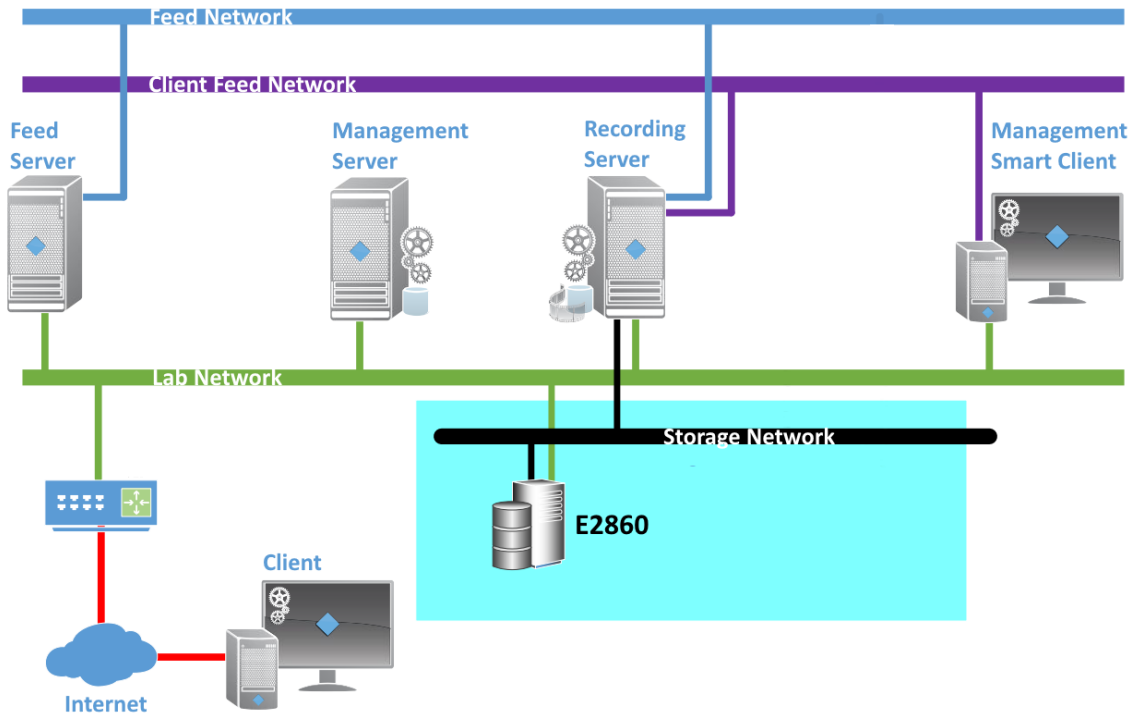 Feed Network
Client Feed Network
Feed
Server
Management
Server
Recording
Server
Management
Smart Client
Lab Network
Storage Network
E2860
Client
Internet